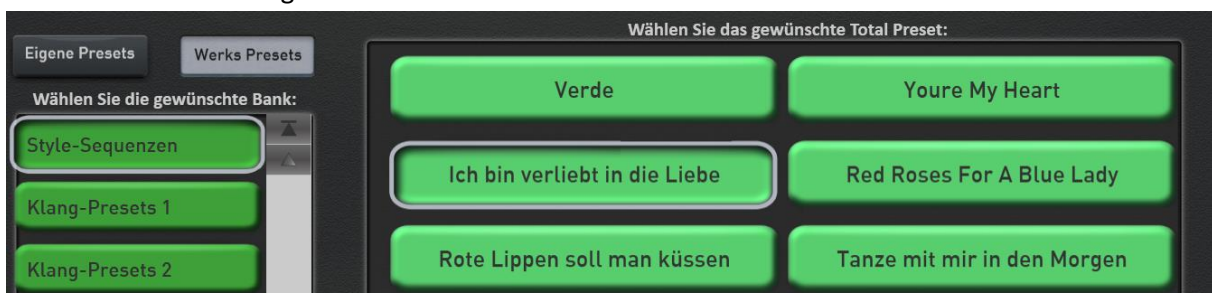 Eigene Presets
Werks Presets
Wählen Sie die gewünschte Bank:
Style-Sequenzen
Klang-Presets 1
Klang-Presets 2
Wählen Sie das gewünschte Total Preset:
Verde
Youre My Heart
Ich bin verliebt in die Liebe
Red Roses For A Blue Lady
Rote Lippen soll man küssen
Tanze mit mir in den Morgen